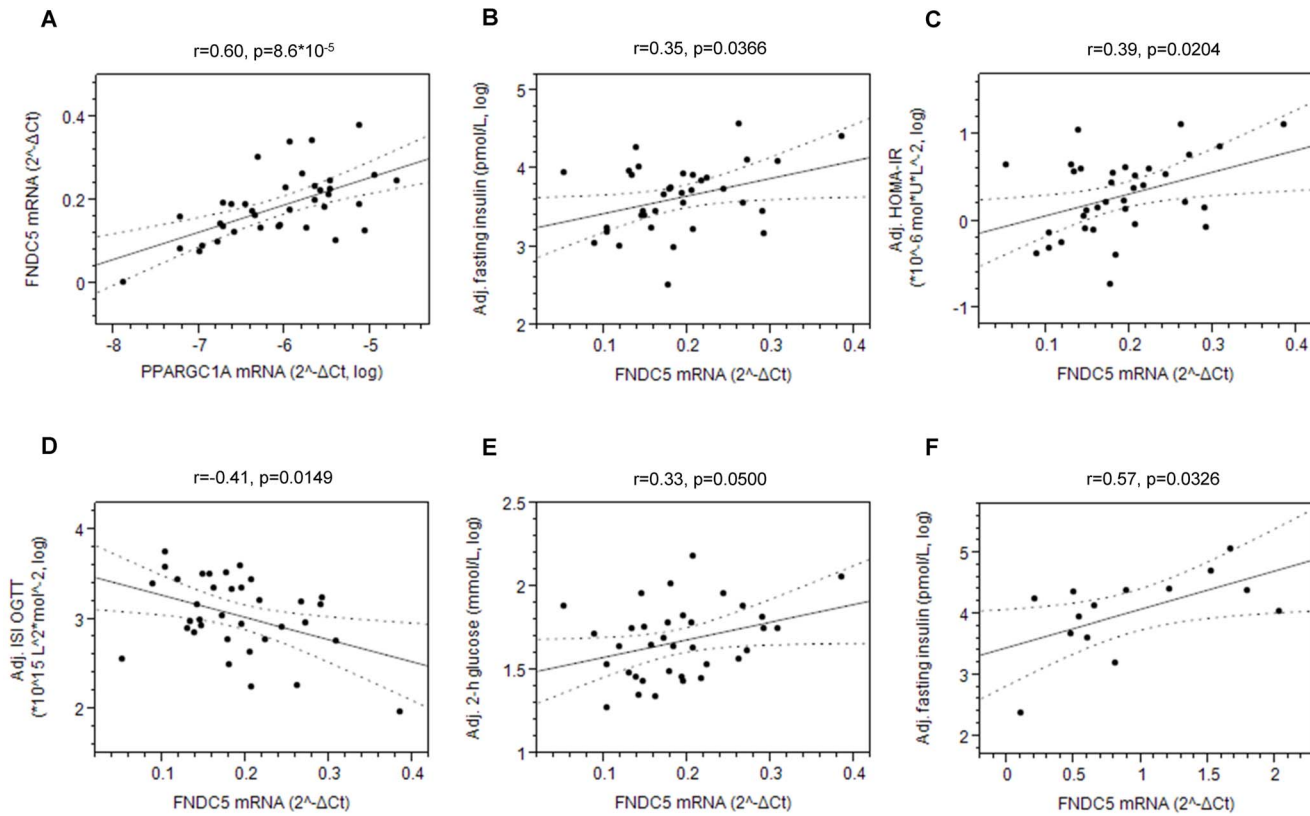 A
r=0.60, p=8.6*10-5
FNDC5 mRNA (2^-ΔCt)
0.4
0.2
0
-8 -7 -6 -5
PPARGC1A mRNA (2^-ΔCt, log)
B
r=0.35, p=0.0366
Adj. fasting insulin (pmol/L, log)
5
4
3
2
0.1 0.2 0.3 0.4
FNDC5 mRNA (2^-ΔCt)
C
r=0.39, p=0.0204
Adj. HOMA-IR
(*10^-6 mol*U*L^-2, log)
1
0
-1
0.1 0.2 0.3 0.4
FNDC5 mRNA (2^-ΔCt)
D
r=-0.41, p=0.0149
Adj. ISI OGTT
(*10^15 L^2*mol^-2, log)
4
3
2
0.1 0.2 0.3 0.4
FNDC5 mRNA (2^-ΔCt)
E
r=0.33, p=0.0500
Adj. 2-h glucose (mmol/L, log)
2.5
2
1.5
1
0.1 0.2 0.3 0.4
FNDC5 mRNA (2^-ΔCt)
F
r=0.57, p=0.0326
Adj. fasting insulin (pmol/L, log)
5
4
3
2
0 0.5 1 1.5 2
FNDC5 mRNA (2^-ΔCt)